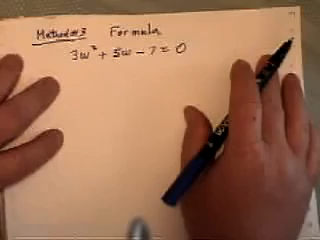 Method #3 Formula
3w² + 5w - 7 = 0